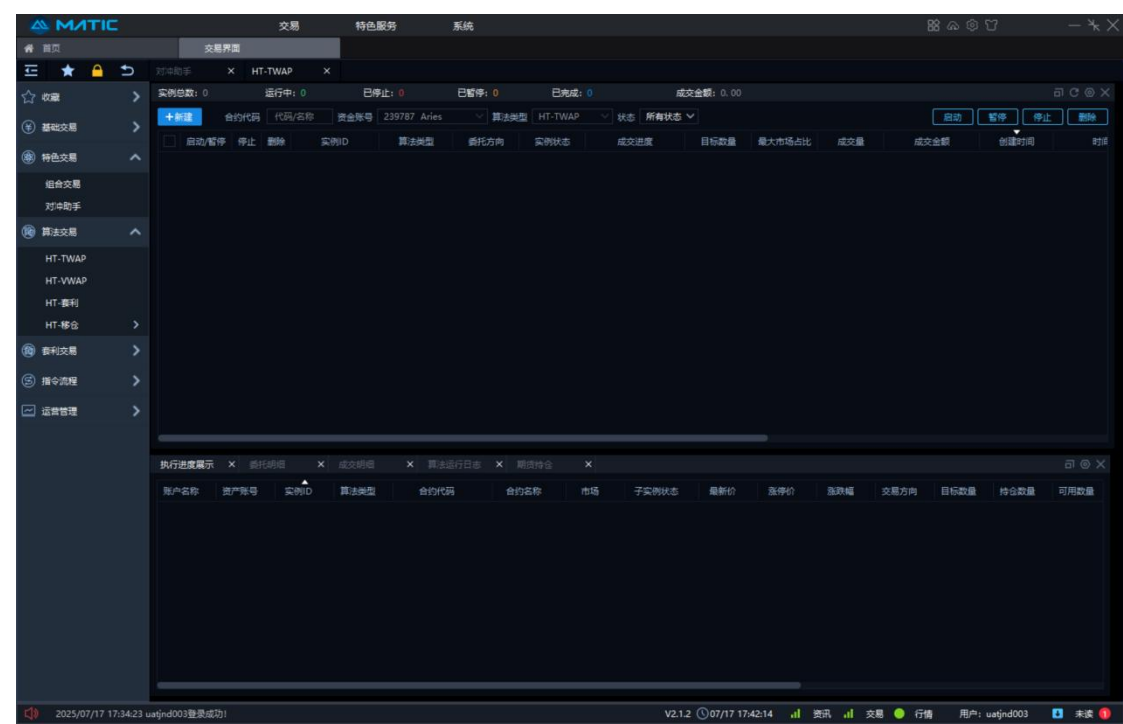 MATIC 交易 特色服务 系统
首页 交易界面
对冲助手 × HT-TWAP ×
收藏
基础交易
特色交易
组合交易
对冲助手
算法交易
HT-TWAP
HT-VWAP
HT-套利
HT-移仓
套利交易
指令流程
运营管理
实例总数: 0 运行中: 0 已停止: 0 已暂停: 0 已完成: 0 成交金额: 0.00
+新建 合约代码 代码/名称 资金账号 239787 Aries 算法类型 HT-TWAP 状态 所有状态 启动 暂停 停止 删除
启动/暂停 停止 删除 实例ID 算法类型 委托方向 实例状态 成交进度 目标数量 最大市场占比 成交量 成交金额 创建时间 时间
执行进度展示 × 委托明细 × 成交明细 × 算法运行日志 × 期货持仓 ×
账户名称 资产账号 实例ID 算法类型 合约代码 合约名称 市场 子实例状态 最新价 涨停价 涨跌幅 交易方向 目标数量 持仓数量 可用数量
2025/07/17 17:34:23 uatjnd003登录成功! V2.1.2 07/17 17:42:14 资讯 交易 行情 用户: uatjnd003 未读 1